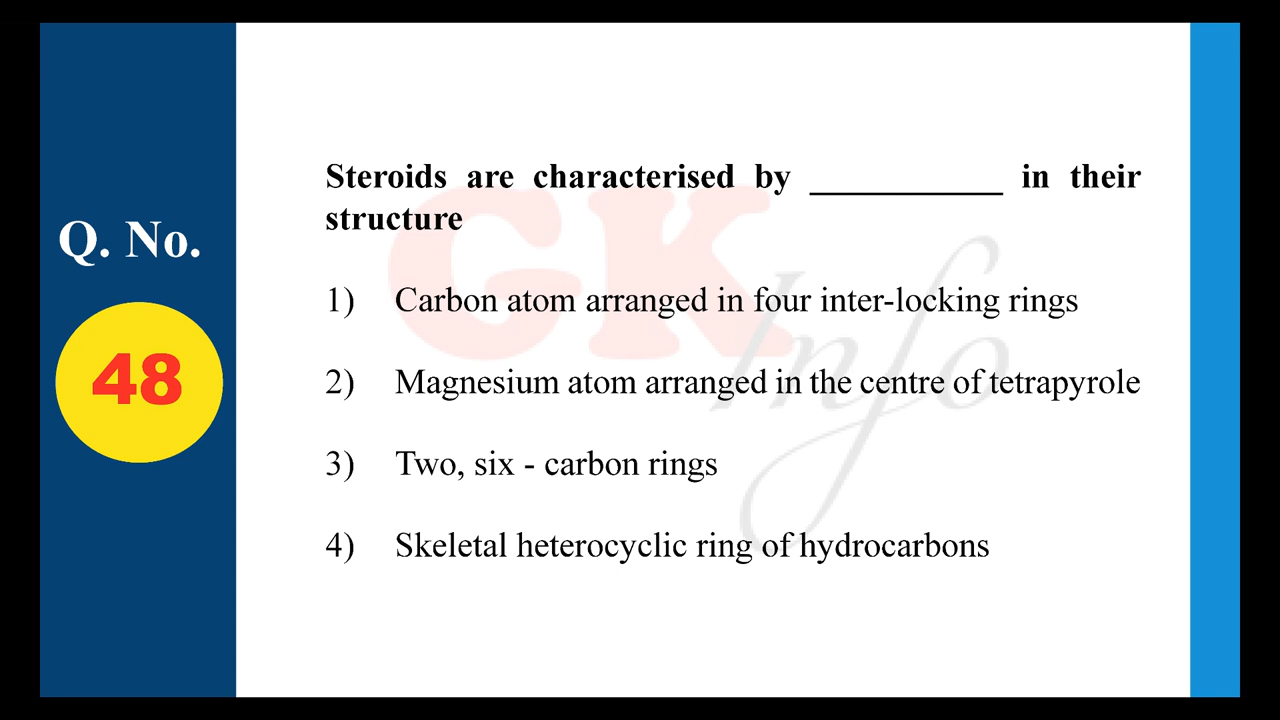 Q. No.
48
Steroids are characterised by ___________ in their
structure
1) Carbon atom arranged in four inter-locking rings
2) Magnesium atom arranged in the centre of tetrapyrole
3) Two, six - carbon rings
4) Skeletal heterocyclic ring of hydrocarbons
GK
Info